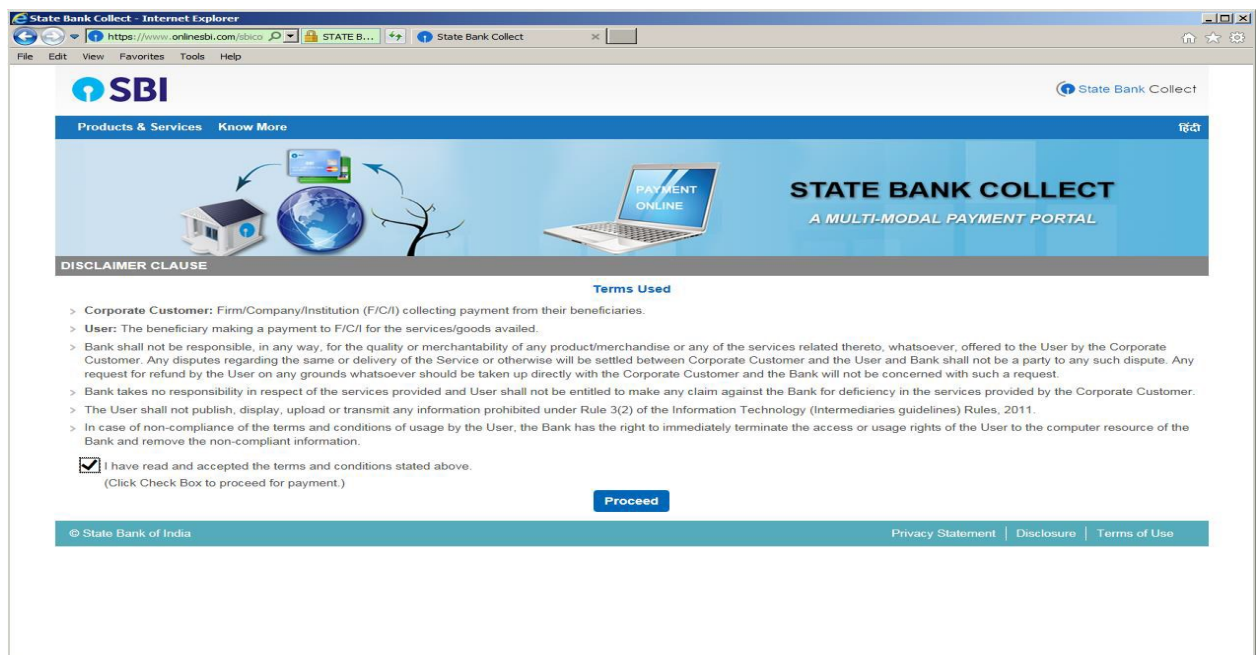 State Bank Collect - Internet Explorer
https://www.onlinesbi.com/sbico STATE B... State Bank Collect
File Edit View Favorites Tools Help
SBI
State Bank Collect
Products & Services Know More हिंदी
PAYMENT
ONLINE
STATE BANK COLLECT
A MULTI-MODAL PAYMENT PORTAL
DISCLAIMER CLAUSE
Terms Used
> Corporate Customer: Firm/Company/Institution (F/C/I) collecting payment from their beneficiaries.
> User: The beneficiary making a payment to F/C/I for the services/goods availed.
> Bank shall not be responsible, in any way, for the quality or merchantability of any product/merchandise or any of the services related thereto, whatsoever, offered to the User by the Corporate
Customer. Any disputes regarding the same or delivery of the Service or otherwise will be settled between Corporate Customer and the User and Bank shall not be a party to any such dispute. Any
request for refund by the User on any grounds whatsoever should be taken up directly with the Corporate Customer and the Bank will not be concerned with such a request.
> Bank takes no responsibility in respect of the services provided and User shall not be entitled to make any claim against the Bank for deficiency in the services provided by the Corporate Customer.
> The User shall not publish, display, upload or transmit any information prohibited under Rule 3(2) of the Information Technology (Intermediaries guidelines) Rules, 2011.
> In case of non-compliance of the terms and conditions of usage by the User, the Bank has the right to immediately terminate the access or usage rights of the User to the computer resource of the
Bank and remove the non-compliant information.
I have read and accepted the terms and conditions stated above.
(Click Check Box to proceed for payment.)
Proceed
© State Bank of India Privacy Statement | Disclosure | Terms of Use